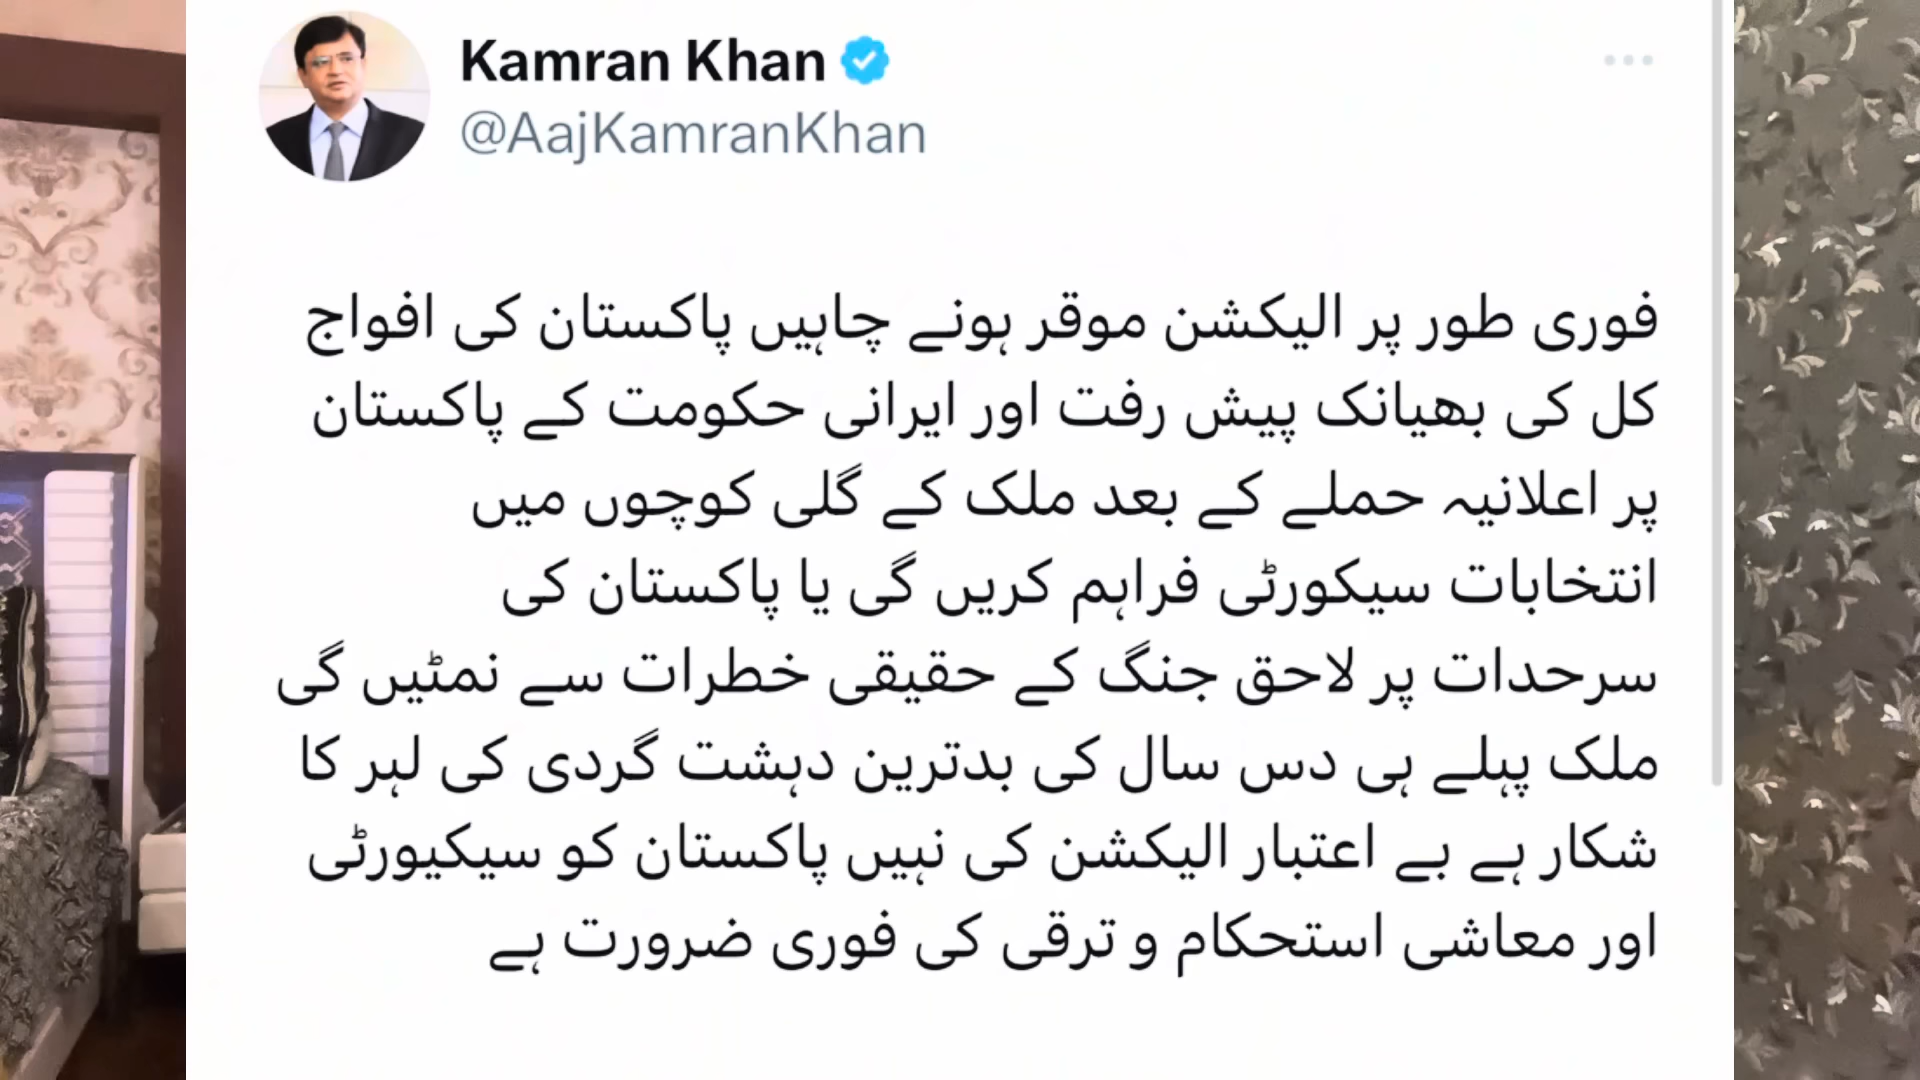 Kamran Khan
@AajKamranKhan
فوری طور پر الیکشن موقر ہونے چاہیں پاکستان کی افواج
کل کی بھیانک پیش رفت اور ایرانی حکومت کے پاکستان
پر اعلانیہ حملے کے بعد ملک کے گلی کوچوں میں
انتخابات سیکورٹی فراہم کریں گی یا پاکستان کی
سرحدات پر لاحق جنگ کے حقیقی خطرات سے نمٹیں گی
ملک پہلے ہی دس سال کی بدترین دہشت گردی کی لہر کا
شکار ہے بے اعتبار الیکشن کی نہیں پاکستان کو سیکیورٹی
اور معاشی استحکام و ترقی کی فوری ضرورت ہے